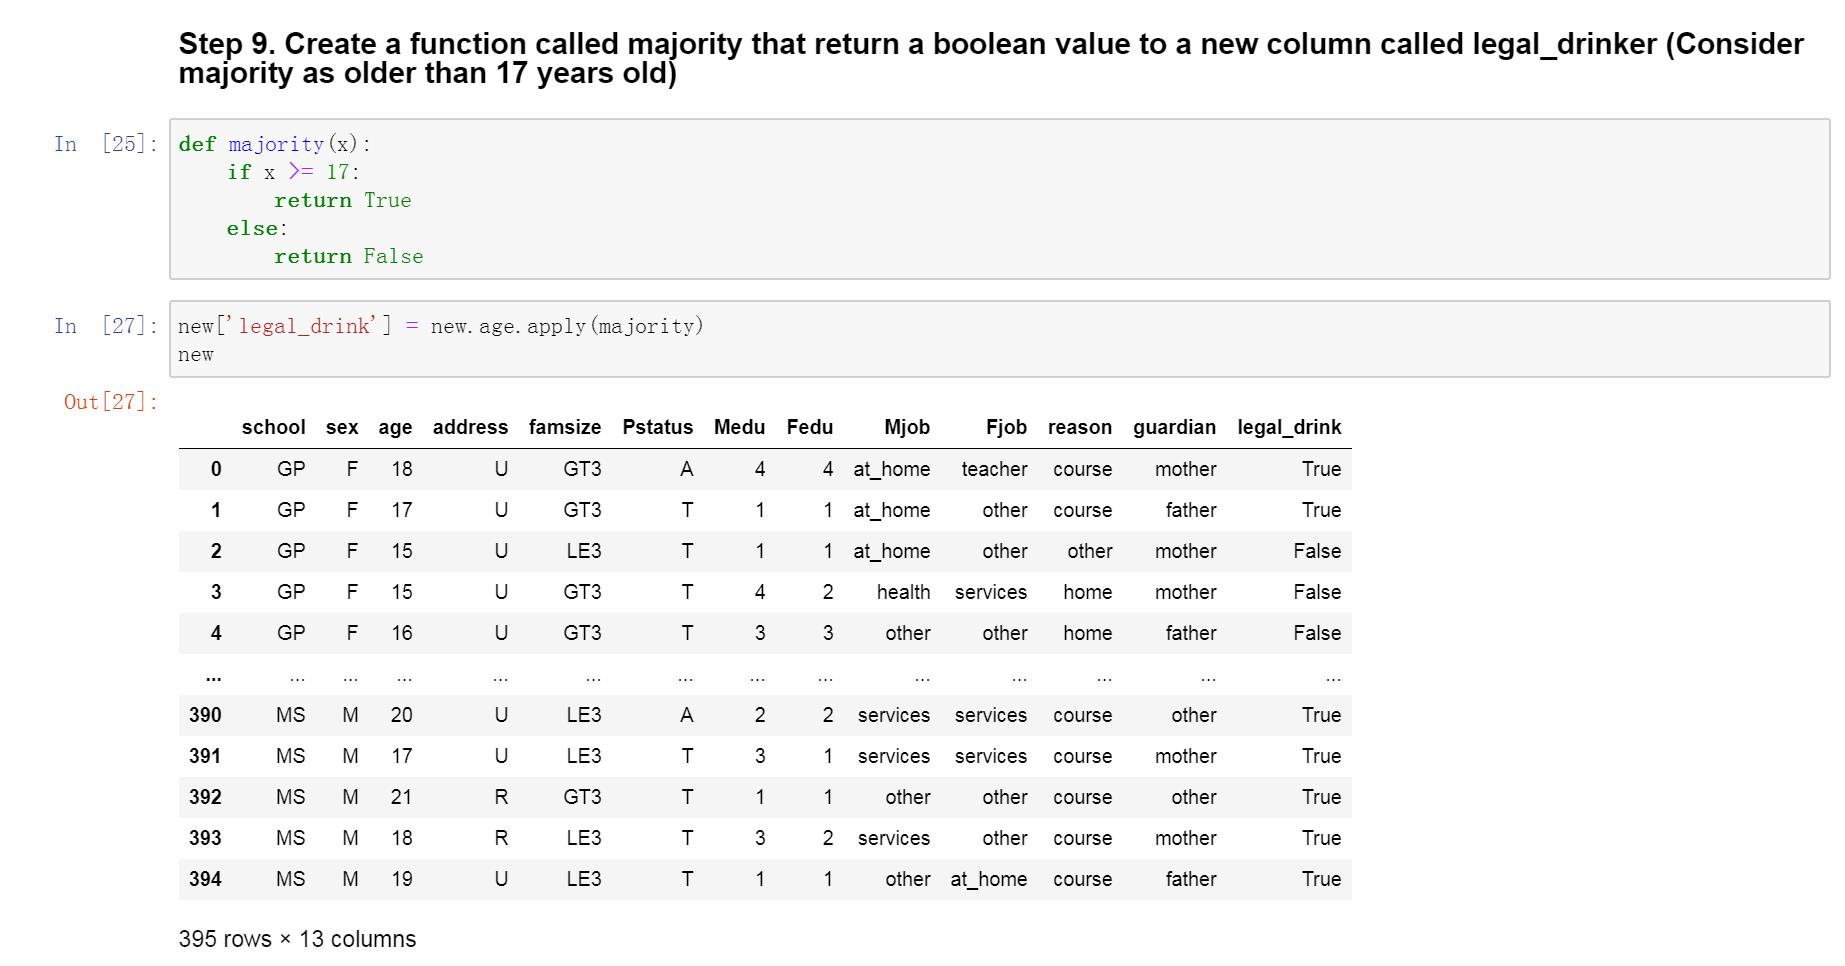 Step 9. Create a function called majority that return a boolean value to a new column called legal_drinker (Consider
majority as older than 17 years old)
In [25]: def majority(x):
if x >= 17:
return True
else:
return False
In [27]: new['legal_drink'] = new.age.apply(majority)
new
Out[27]:
school sex age address famsize Pstatus Medu Fedu Mjob Fjob reason guardian legal_drink
0 GP F 18 U GT3 A 4 4 at_home teacher course mother True
1 GP F 17 U GT3 T 1 1 at_home other course father True
2 GP F 15 U LE3 T 1 1 at_home other other mother False
3 GP F 15 U GT3 T 4 2 health services home mother False
4 GP F 16 U GT3 T 3 3 other other home father False
... ... ... ... ... ... ... ... ... ... ... ... ... ...
390 MS M 20 U LE3 A 2 2 services services course other True
391 MS M 17 U LE3 T 3 1 services services course mother True
392 MS M 21 R GT3 T 1 1 other other course other True
393 MS M 18 R LE3 T 3 2 services other course mother True
394 MS M 19 U LE3 T 1 1 other at_home course father True
395 rows × 13 columns